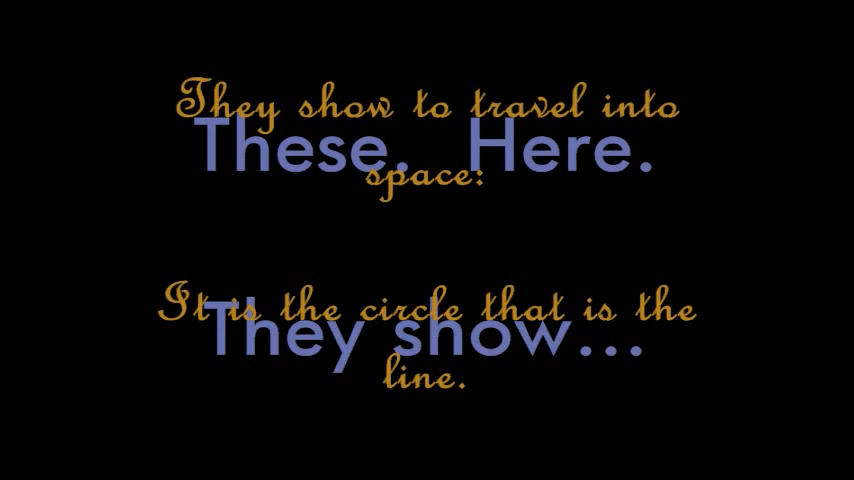 They show to travel into
These.  Here.
space:
It is the circle that is the
They show...
line.